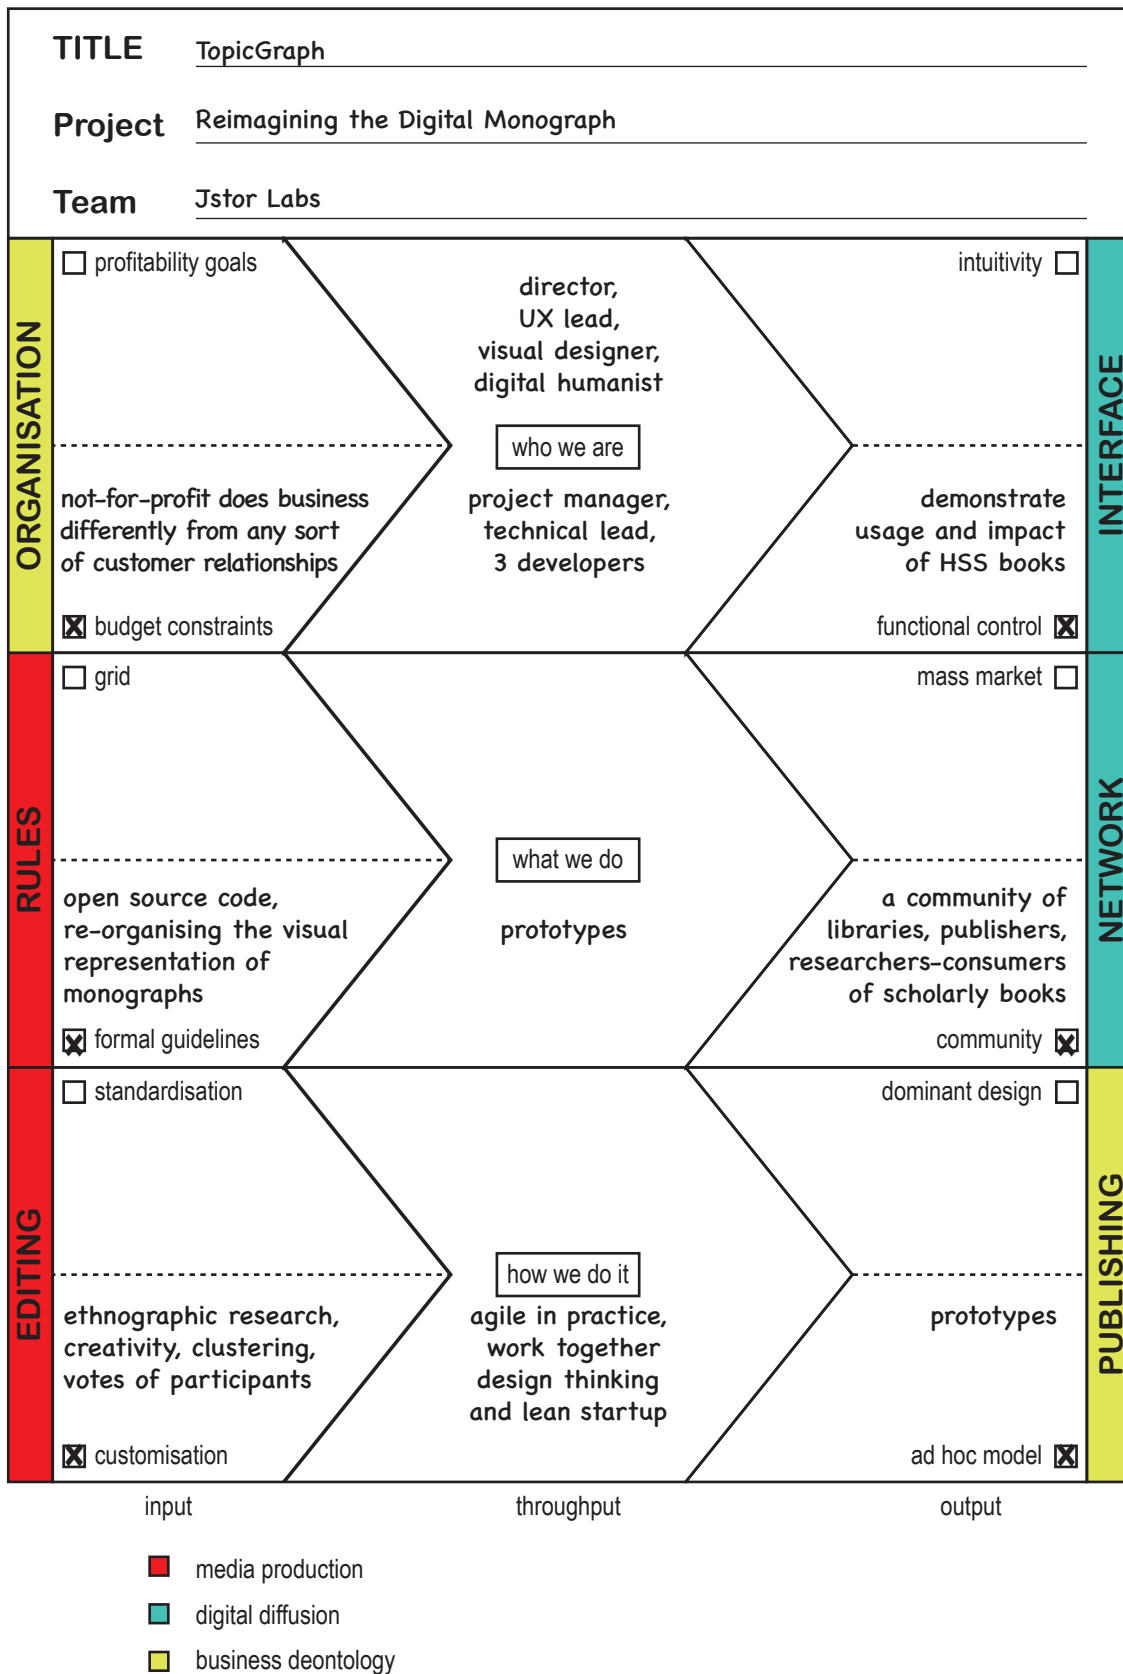 TITLE TopicGraph
Project Reimagining the Digital Monograph
Team Jstor Labs
ORGANISATION
profitability goals
not-for-profit does business
differently from any sort
of customer relationships
budget constraints
director,
UX lead,
visual designer,
digital humanist
who we are
project manager,
technical lead,
3 developers
intuitivity
demonstrate
usage and impact
of HSS books
functional control
INTERFACE
RULES
grid
open source code,
re-organising the visual
representation of
monographs
formal guidelines
what we do
prototypes
mass market
a community of
libraries, publishers,
researchers-consumers
of scholarly books
community
NETWORK
EDITING
standardisation
ethnographic research,
creativity, clustering,
votes of participants
customisation
how we do it
agile in practice,
work together
design thinking
and lean startup
dominant design
prototypes
ad hoc model
PUBLISHING
input
throughput
output
media production
digital diffusion
business deontology